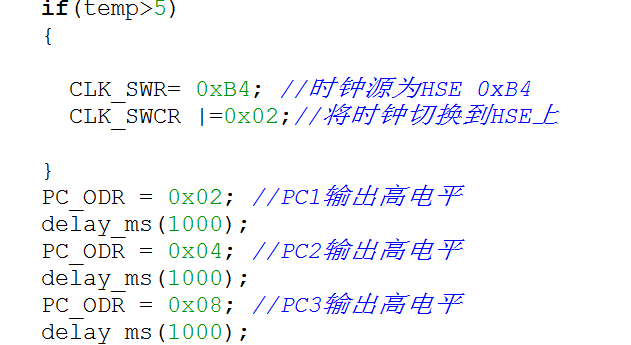 if(temp>5)
{
CLK_SWR= 0xB4; //时钟源为HSE 0xB4
CLK_SWCR |=0x02;//将时钟切换到HSE上
}
PC_ODR = 0x02; //PC1输出高电平
delay_ms(1000);
PC_ODR = 0x04; //PC2输出高电平
delay_ms(1000);
PC_ODR = 0x08; //PC3输出高电平
delay_ms(1000);